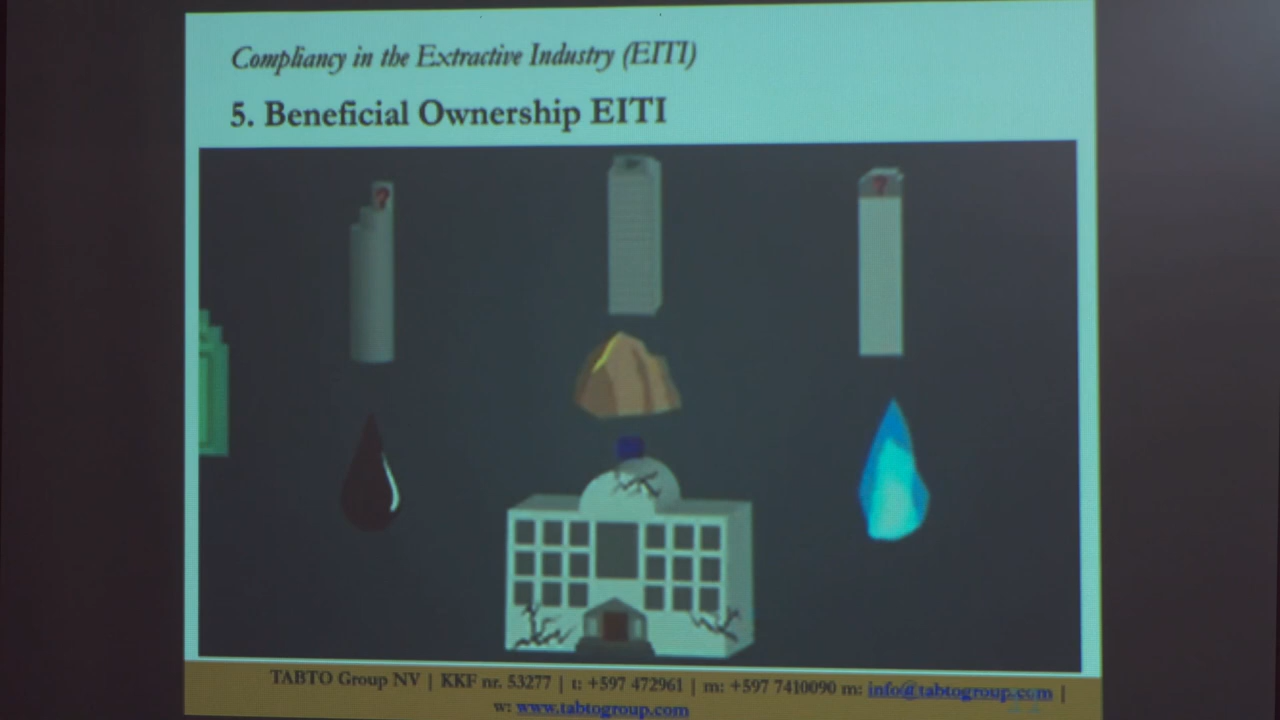 Compliancy in the Extractive Industry (EITI)
5. Beneficial Ownership EITI
?
?
TABTO Group NV | KKF nr. 53277 | t: +597 472961 | m: +597 7410090 m: info@tabtogroup.com |
w: www.tabtogroup.com